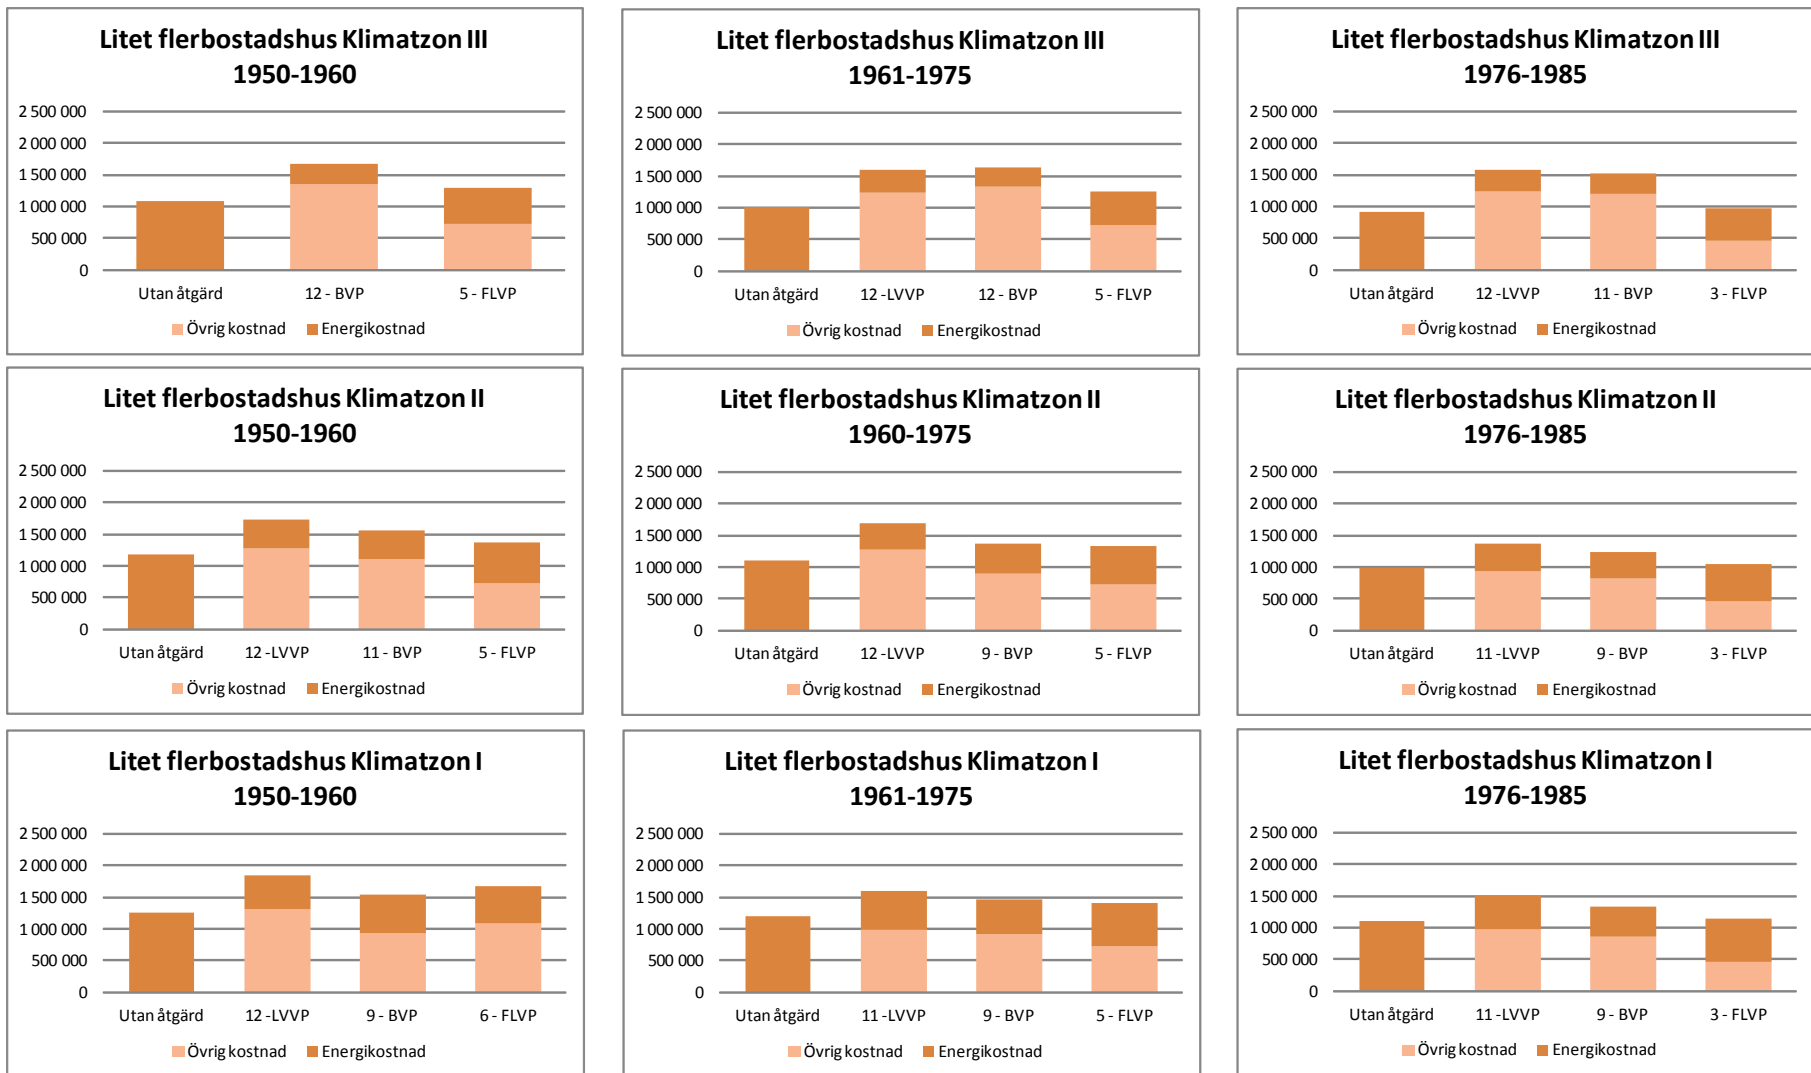 Litet flerbostadshus Klimatzon III
1950-1960
2 500 000
2 000 000
1 500 000
1 000 000
500 000
0
Utan åtgärd 12 - BVP 5 - FLVP
Övrig kostnad Energikostnad
Litet flerbostadshus Klimatzon III
1961-1975
2 500 000
2 000 000
1 500 000
1 000 000
500 000
0
Utan åtgärd 12 -LVVP 12 - BVP 5 - FLVP
Övrig kostnad Energikostnad
Litet flerbostadshus Klimatzon III
1976-1985
2 500 000
2 000 000
1 500 000
1 000 000
500 000
0
Utan åtgärd 12 -LVVP 11 - BVP 3 - FLVP
Övrig kostnad Energikostnad
Litet flerbostadshus Klimatzon II
1950-1960
2 500 000
2 000 000
1 500 000
1 000 000
500 000
0
Utan åtgärd 12 -LVVP 11 - BVP 5 - FLVP
Övrig kostnad Energikostnad
Litet flerbostadshus Klimatzon II
1960-1975
2 500 000
2 000 000
1 500 000
1 000 000
500 000
0
Utan åtgärd 12 -LVVP 9 - BVP 5 - FLVP
Övrig kostnad Energikostnad
Litet flerbostadshus Klimatzon II
1976-1985
2 500 000
2 000 000
1 500 000
1 000 000
500 000
0
Utan åtgärd 11 -LVVP 9 - BVP 3 - FLVP
Övrig kostnad Energikostnad
Litet flerbostadshus Klimatzon I
1950-1960
2 500 000
2 000 000
1 500 000
1 000 000
500 000
0
Utan åtgärd 12 -LVVP 9 - BVP 6 - FLVP
Övrig kostnad Energikostnad
Litet flerbostadshus Klimatzon I
1961-1975
2 500 000
2 000 000
1 500 000
1 000 000
500 000
0
Utan åtgärd 11 -LVVP 9 - BVP 5 - FLVP
Övrig kostnad Energikostnad
Litet flerbostadshus Klimatzon I
1976-1985
2 500 000
2 000 000
1 500 000
1 000 000
500 000
0
Utan åtgärd 11 -LVVP 9 - BVP 3 - FLVP
Övrig kostnad Energikostnad